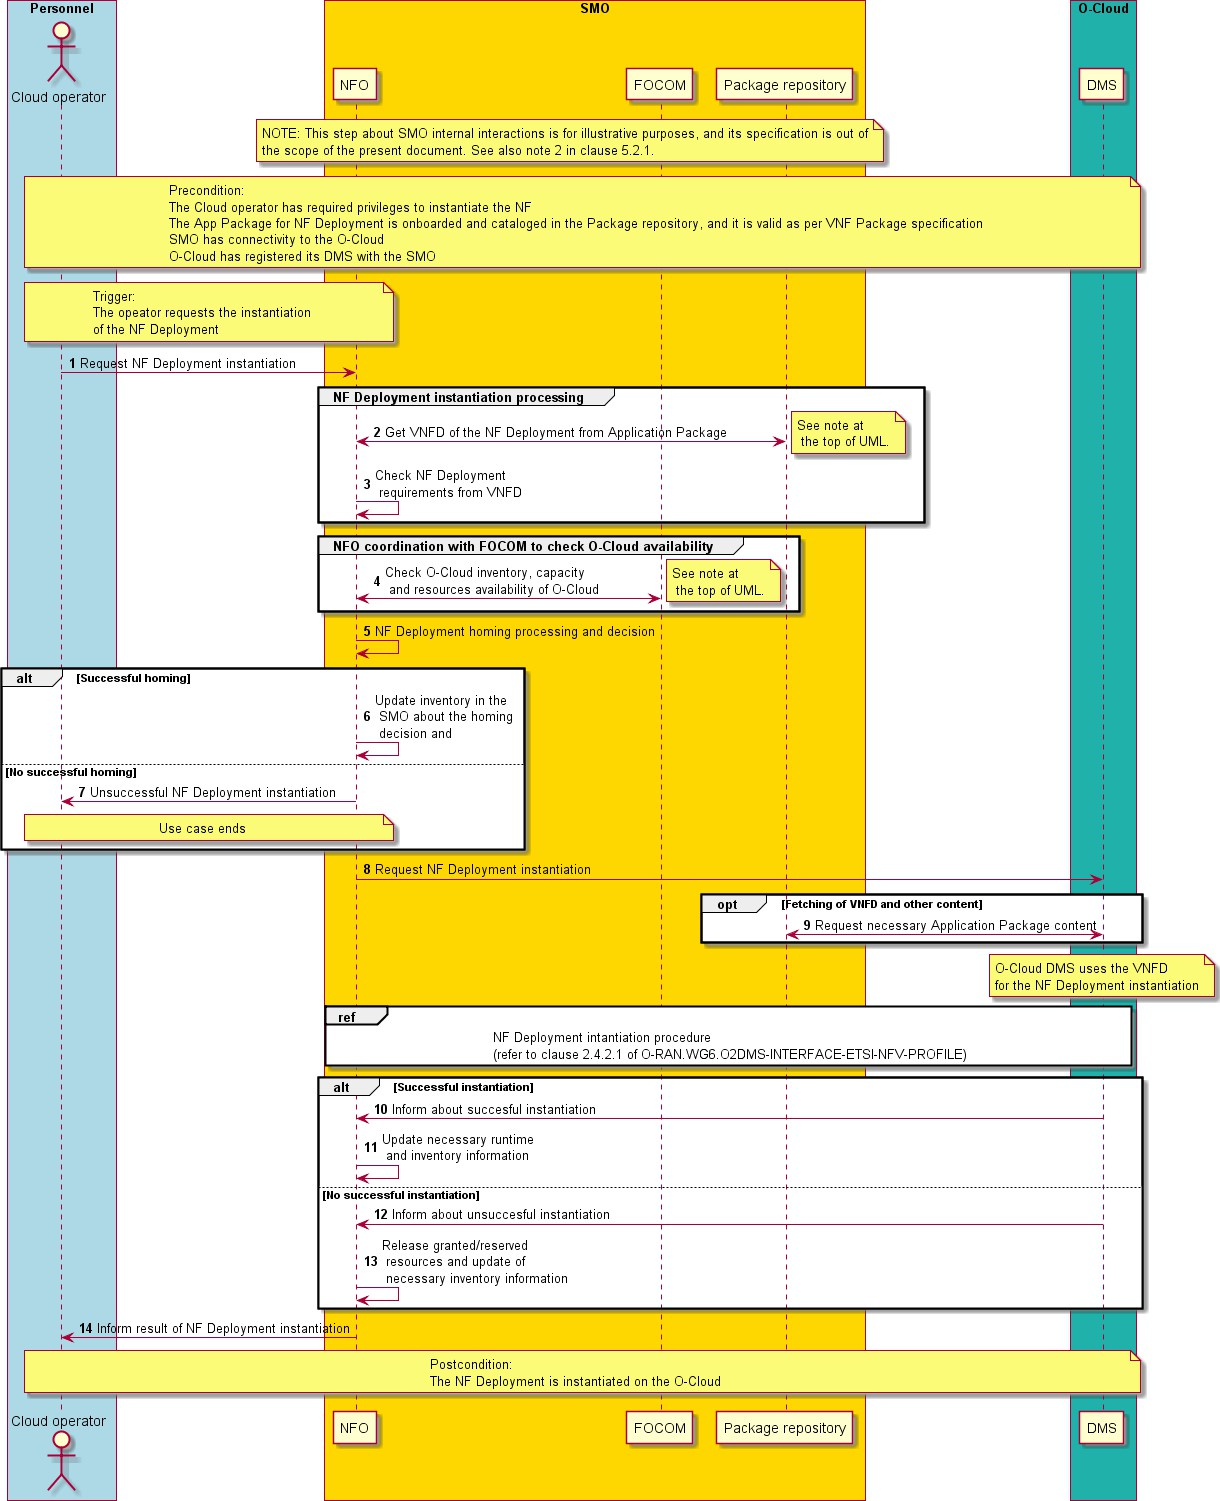 Personnel
SMO
O-Cloud
Cloud operator
NFO
FOCOM
Package repository
DMS
NOTE: This step about SMO internal interactions is for illustrative purposes, and its specification is out of
the scope of the present document. See also note 2 in clause 5.2.1.
Precondition:
The Cloud operator has required privileges to instantiate the NF
The App Package for NF Deployment is onboarded and cataloged in the Package repository, and it is valid as per VNF Package specification
SMO has connectivity to the O-Cloud
O-Cloud has registered its DMS with the SMO
Trigger:
The opeator requests the instantiation
of the NF Deployment
1 Request NF Deployment instantiation
NF Deployment instantiation processing
2 Get VNFD of the NF Deployment from Application Package
See note at
the top of UML.
3 Check NF Deployment
requirements from VNFD
NFO coordination with FOCOM to check O-Cloud availability
4 Check O-Cloud inventory, capacity
and resources availability of O-Cloud
See note at
the top of UML.
5 NF Deployment homing processing and decision
alt [Successful homing]
6 Update inventory in the
SMO about the homing
decision and
[No successful homing]
7 Unsuccessful NF Deployment instantiation
Use case ends
8 Request NF Deployment instantiation
opt [Fetching of VNFD and other content]
9 Request necessary Application Package content
O-Cloud DMS uses the VNFD
for the NF Deployment instantiation
ref
NF Deployment intantiation procedure
(refer to clause 2.4.2.1 of O-RAN.WG6.O2DMS-INTERFACE-ETSI-NFV-PROFILE)
alt [Successful instantiation]
10 Inform about succesful instantiation
11 Update necessary runtime
and inventory information
[No successful instantiation]
12 Inform about unsuccesful instantiation
13 Release granted/reserved
resources and update of
necessary inventory information
14 Inform result of NF Deployment instantiation
Postcondition:
The NF Deployment is instantiated on the O-Cloud
Cloud operator
NFO
FOCOM
Package repository
DMS